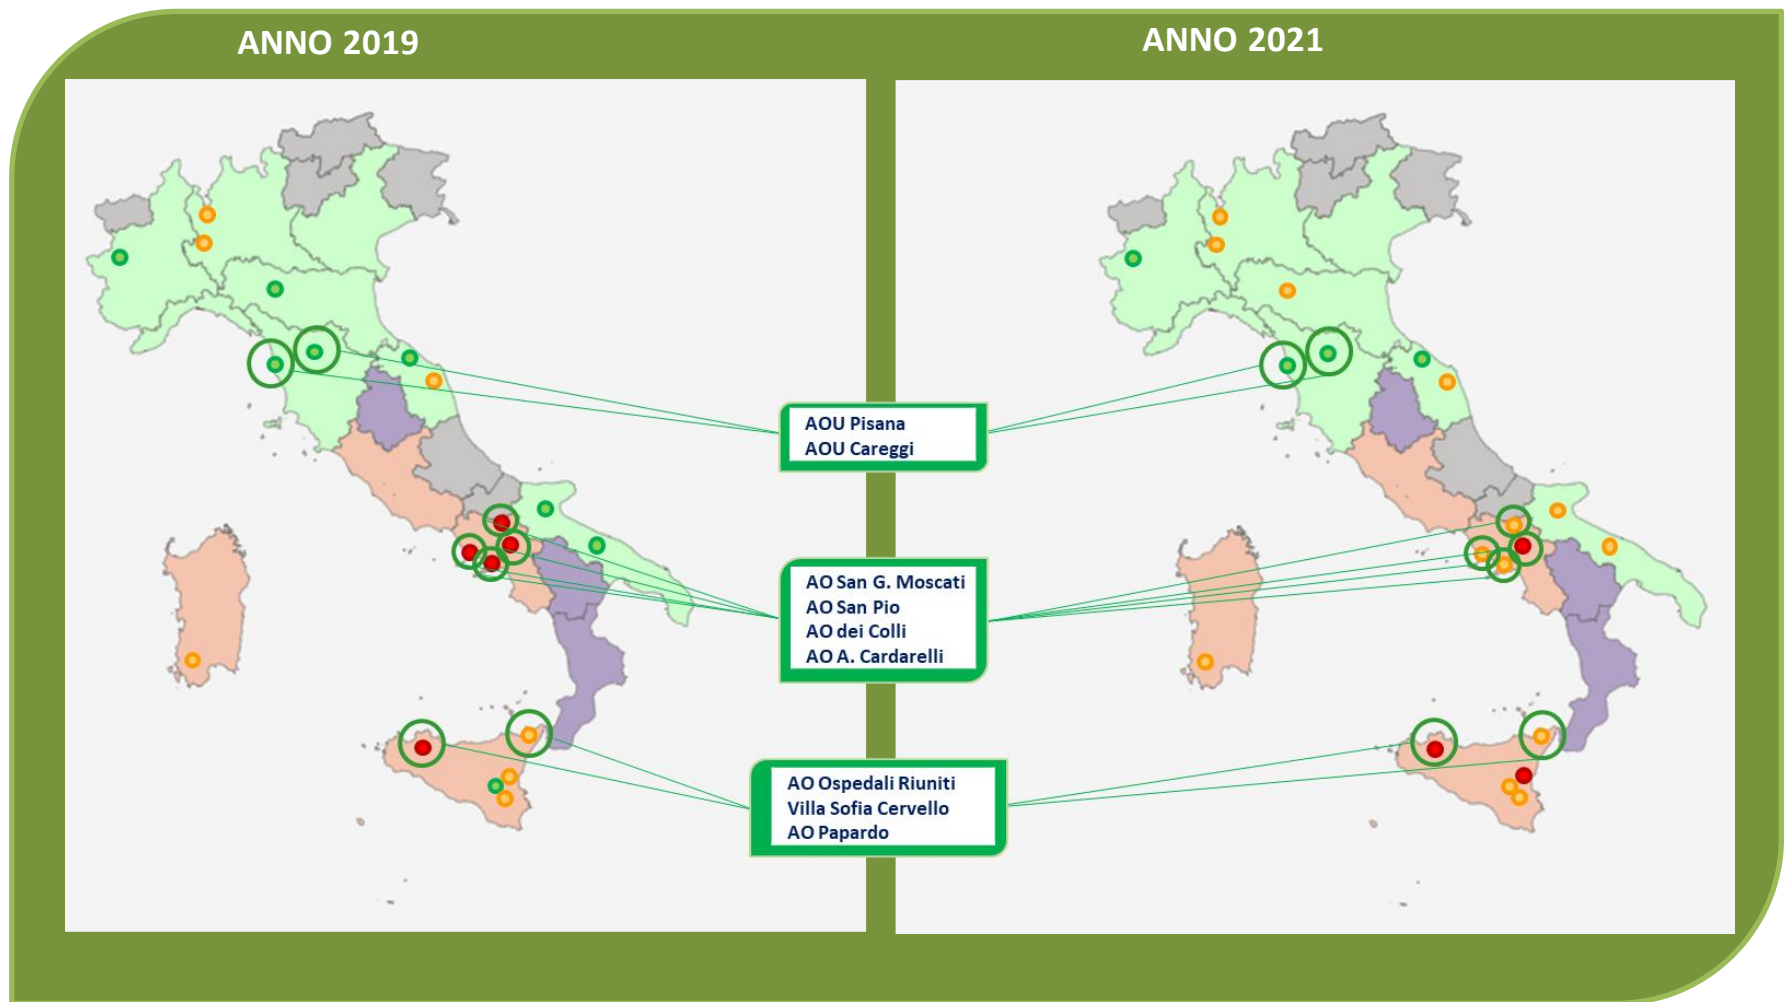 ANNO 2019
ANNO 2021
AOU Pisana
AOU Careggi
AO San G. Moscati
AO San Pio
AO dei Colli
AO A. Cardarelli
AO Ospedali Riuniti
Villa Sofia Cervello
AO Papardo